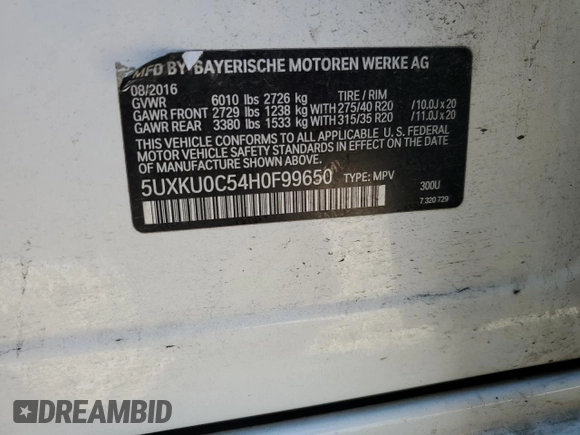 MFD BY BAYERISCHE MOTOREN WERKE AG
08/2016
GVWR 6010 lbs 2726 kg TIRE / RIM
GAWR FRONT 2729 lbs 1238 kg WITH 275/40 R20 /10.0J x 20
GAWR REAR 3380 lbs 1533 kg WITH 315/35 R20 /11.0J x 20
THIS VEHICLE CONFORMS TO ALL APPLICABLE U. S. FEDERAL
MOTOR VEHICLE SAFETY STANDARDS IN EFFECT ON THE DATE OF
MANUFACTURE SHOWN ABOVE.
5UXKU0C54H0F99650 TYPE: MPV
300U
7 320 729
DREAMBID